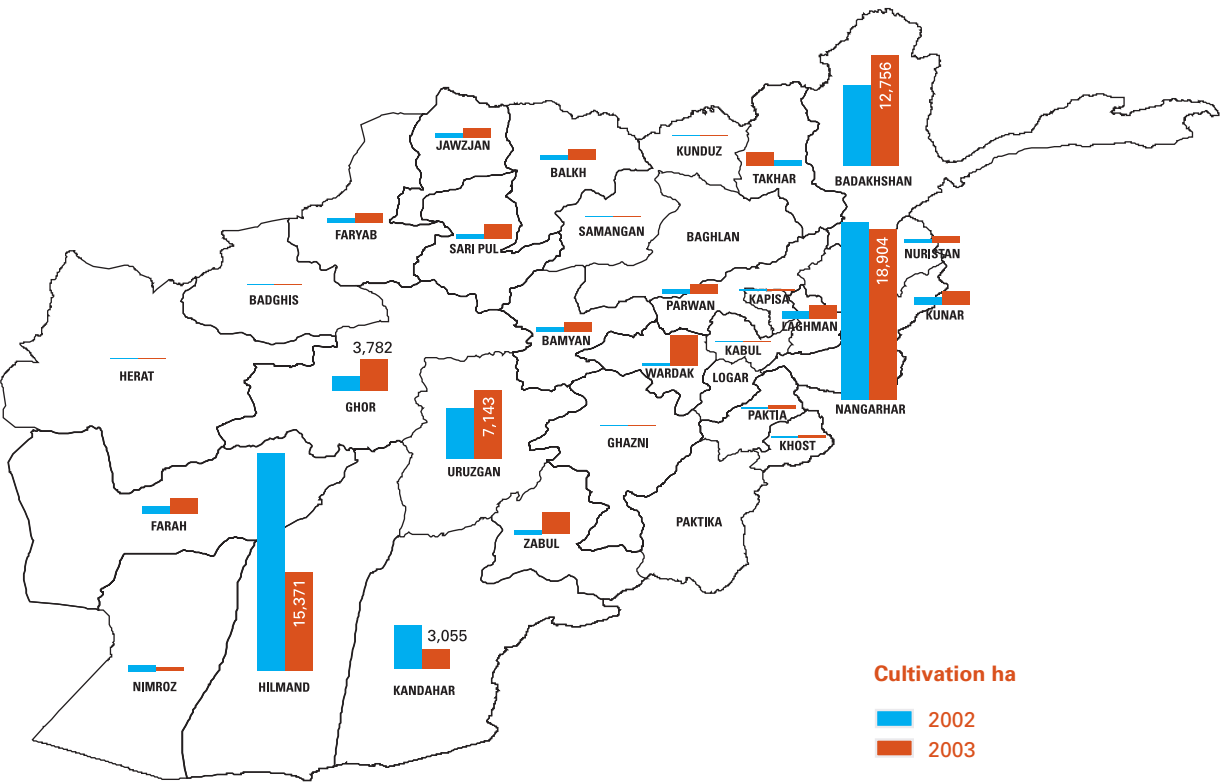 12,756
JAWZJAN
KUNDUZ
BALKH
TAKHAR
BADAKHSHAN
FARYAB
SARI PUL
SAMANGAN
BAGHLAN
18,904
NURISTAN
BADGHIS
PARWAN
KAPISA
KUNAR
LAGHMAN
BAMYAN
3,782
KABUL
HERAT
WARDAK
LOGAR
GHOR
7,143
NANGARHAR
PAKTIA
GHAZNI
KHOST
URUZGAN
FARAH
PAKTIKA
ZABUL
15,371
3,055
NIMROZ
HILMAND
KANDAHAR
Cultivation ha
2002
2003